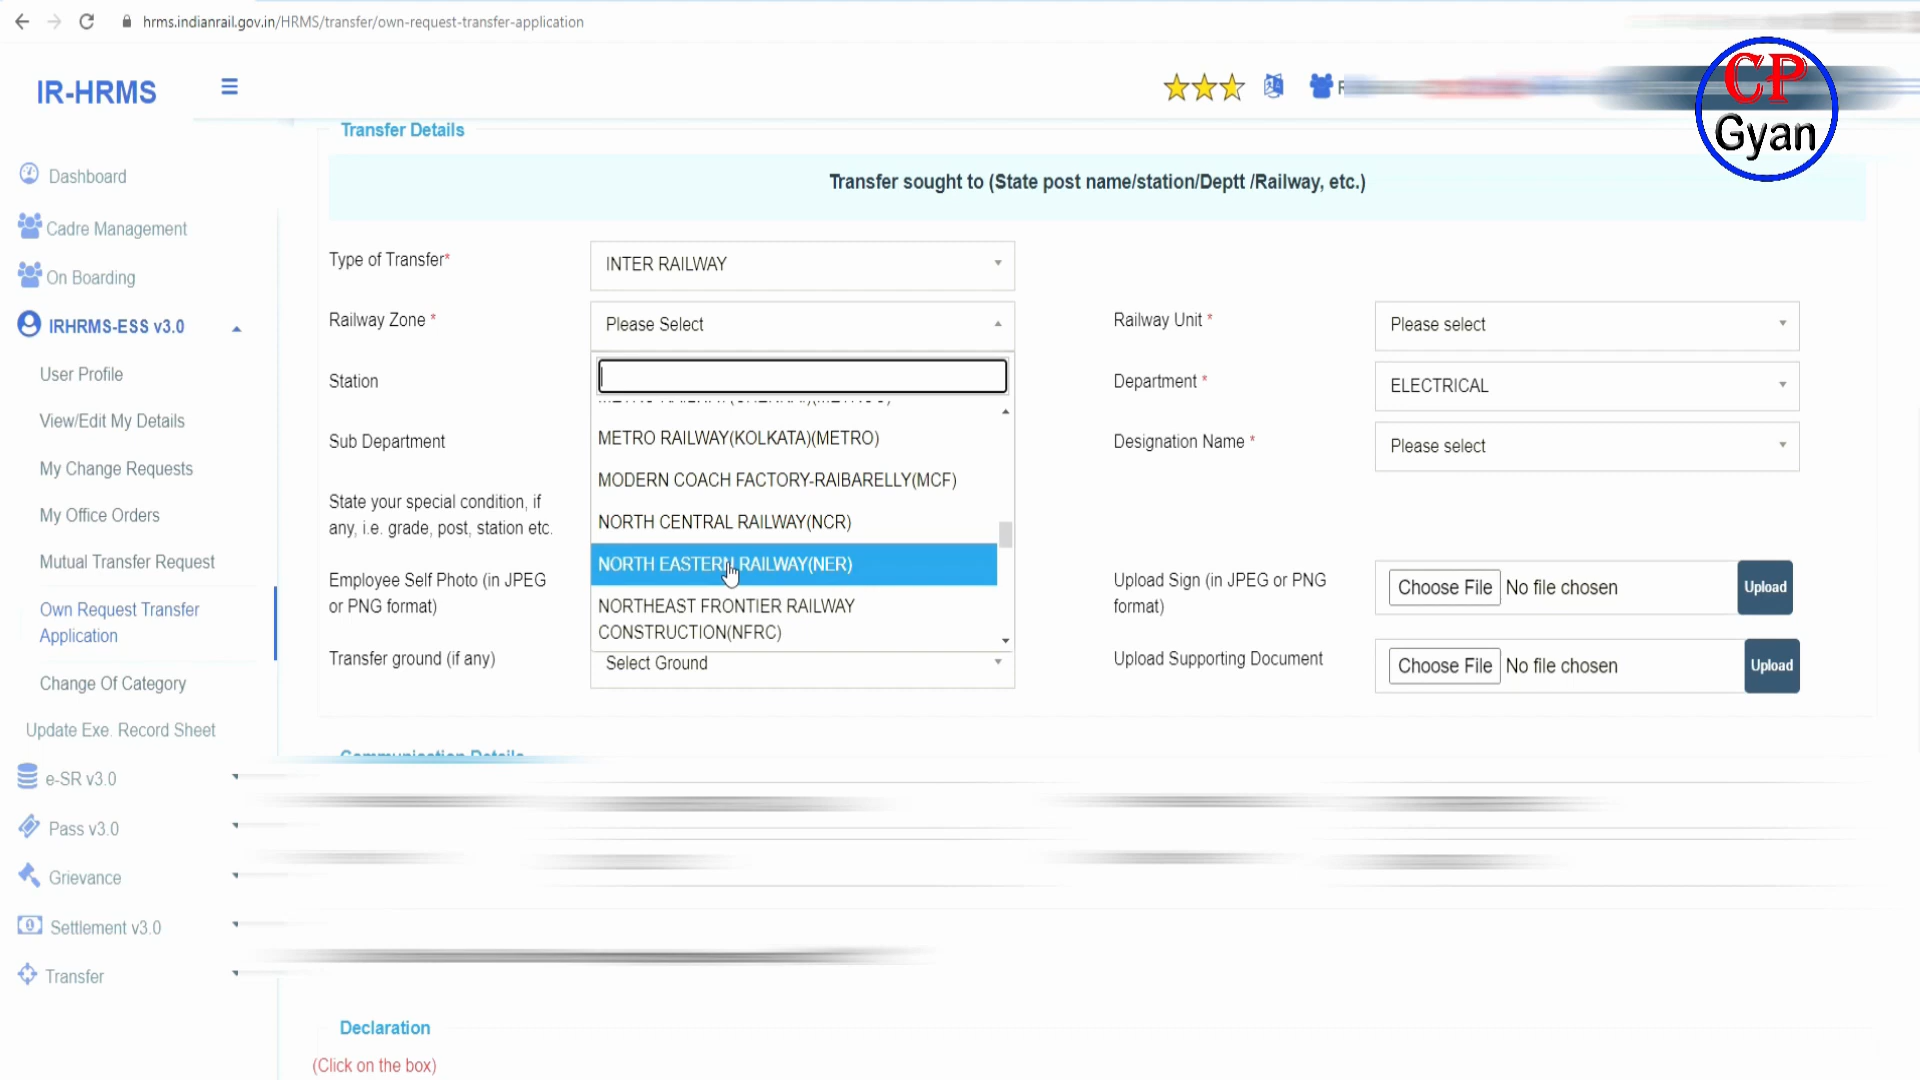 hrms.indianrail.gov.in/HRMS/transfer/own-request-transfer-application
IR-HRMS
CP
Gyan
Transfer Details
Transfer sought to (State post name/station/Deptt /Railway, etc.)
Dashboard
Cadre Management
On Boarding
IRHRMS-ESS v3.0
User Profile
View/Edit My Details
My Change Requests
My Office Orders
Mutual Transfer Request
Own Request Transfer
Application
Change Of Category
Update Exe. Record Sheet
e-SR v3.0
Pass v3.0
Grievance
Settlement v3.0
Transfer
Type of Transfer*
INTER RAILWAY
Railway Zone *
Please Select
Railway Unit *
Please select
Station
Department *
ELECTRICAL
METRO RAILWAY(KOLKATA)(METRO)
MODERN COACH FACTORY-RAIBARELLY(MCF)
NORTH CENTRAL RAILWAY(NCR)
NORTH EASTERN RAILWAY(NER)
NORTHEAST FRONTIER RAILWAY
CONSTRUCTION(NFRC)
Sub Department
Designation Name *
Please select
State your special condition, if
any, i.e. grade, post, station etc.
Employee Self Photo (in JPEG
or PNG format)
Upload Sign (in JPEG or PNG
format)
Choose File No file chosen
Upload
Transfer ground (if any)
Select Ground
Upload Supporting Document
Choose File No file chosen
Upload
Communication Details
Declaration
(Click on the box)